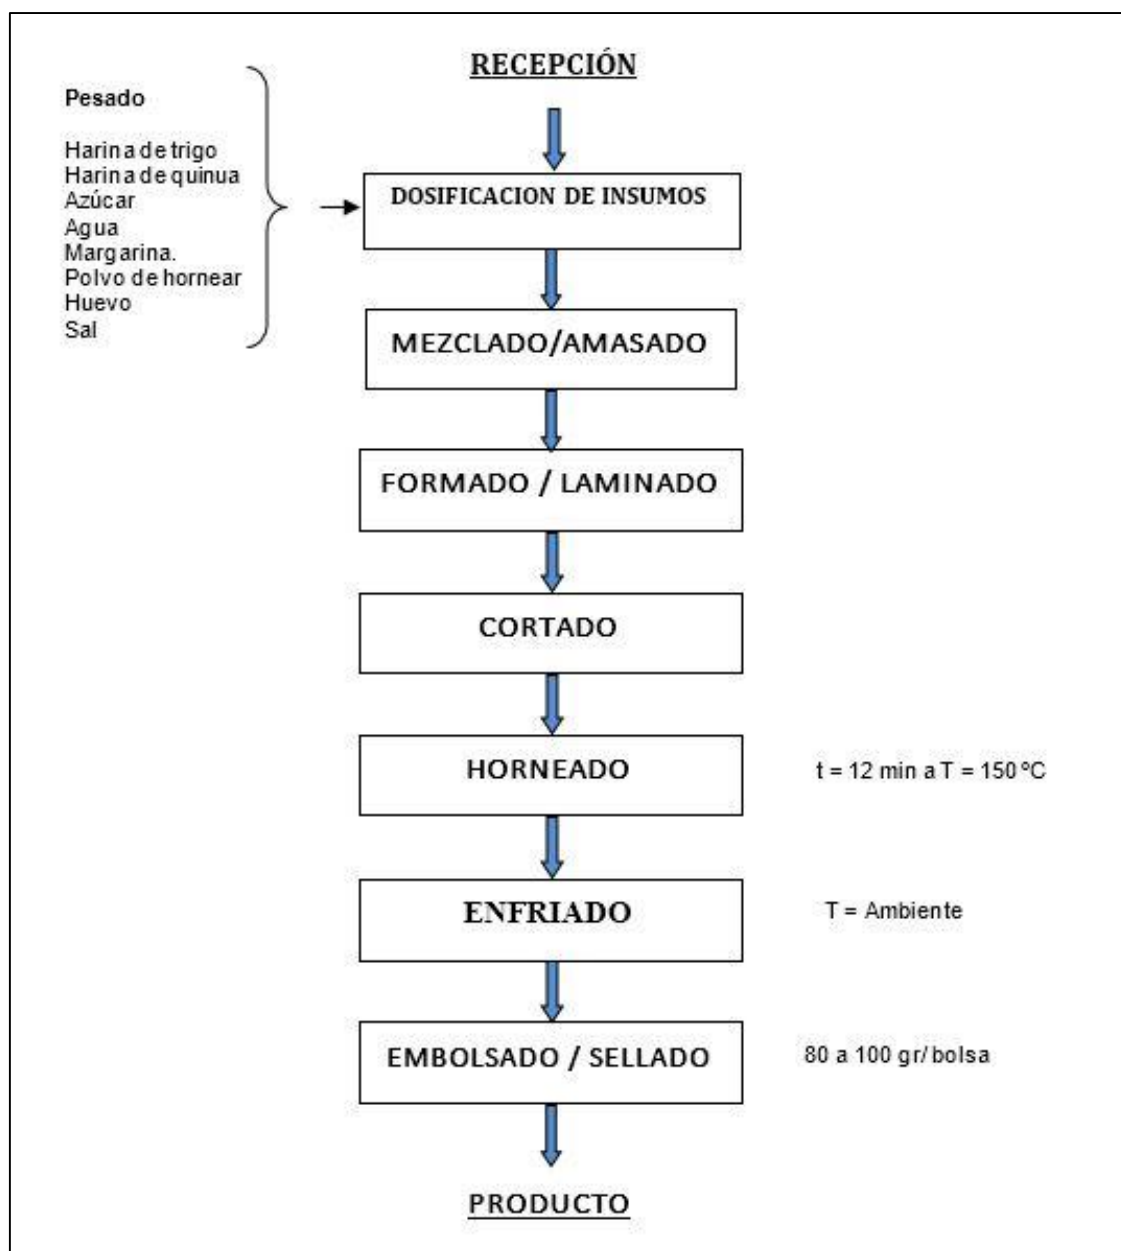 RECEPCIÓN
Pesado
Harina de trigo
Harina de quinua
Azúcar
Agua
Margarina.
Polvo de hornear
Huevo
Sal
DOSIFICACION DE INSUMOS
MEZCLADO/AMASADO
FORMADO / LAMINADO
CORTADO
HORNEADO
t = 12 min a T = 150 ºC
ENFRIADO
T = Ambiente
EMBOLSADO / SELLADO
80 a 100 gr/bolsa
PRODUCTO